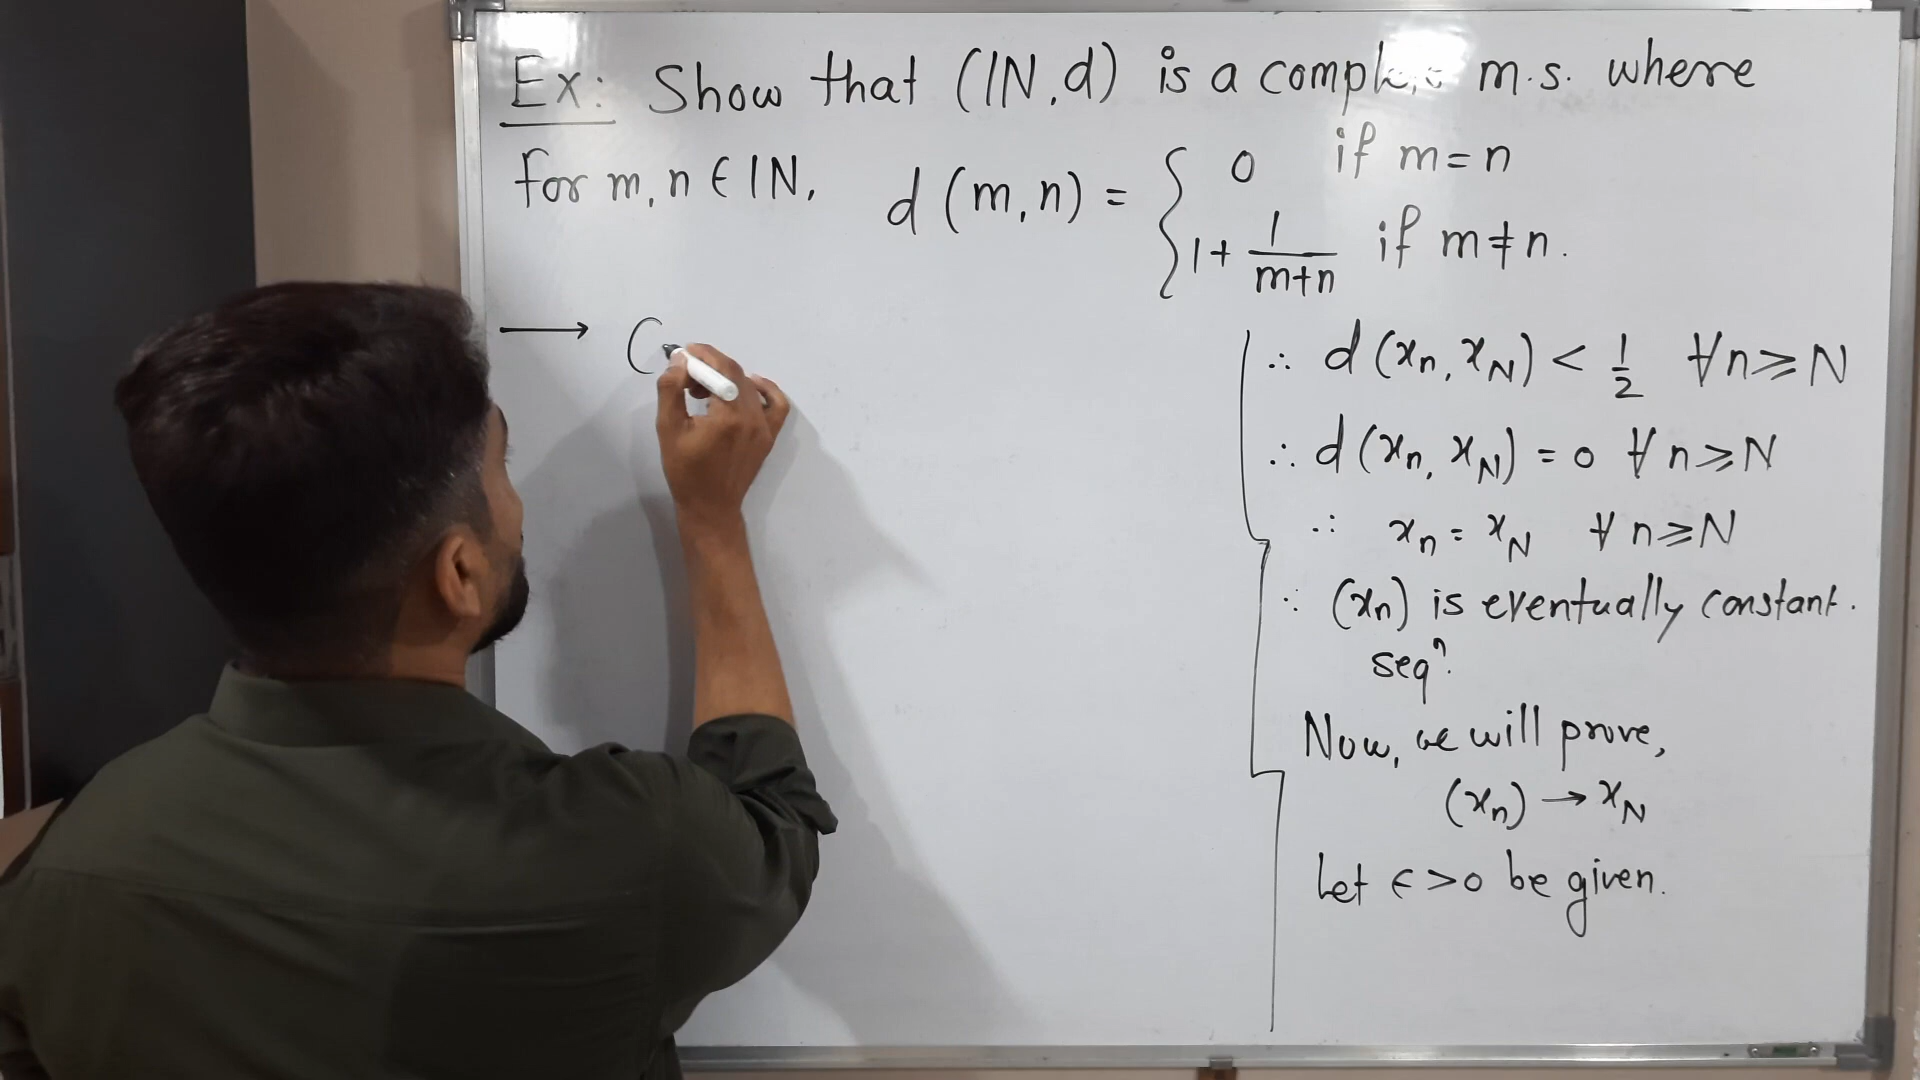 Ex: Show that (IN, d) is a m.s. where
for m, n ∈ IN, d(m, n) = { 0 if m = n
1 + 1/(m+n) if m ≠ n.
→ (
∴ d(xn, xN) < 1/2 ∀ n ≥ N
∴ d(xn, xN) = 0 ∀ n ≥ N
∴ xn = xN ∀ n ≥ N
∴ (xn) is eventually constant.
seqn.
Now, we will prove,
(xn) → xN
Let ϵ > 0 be given.